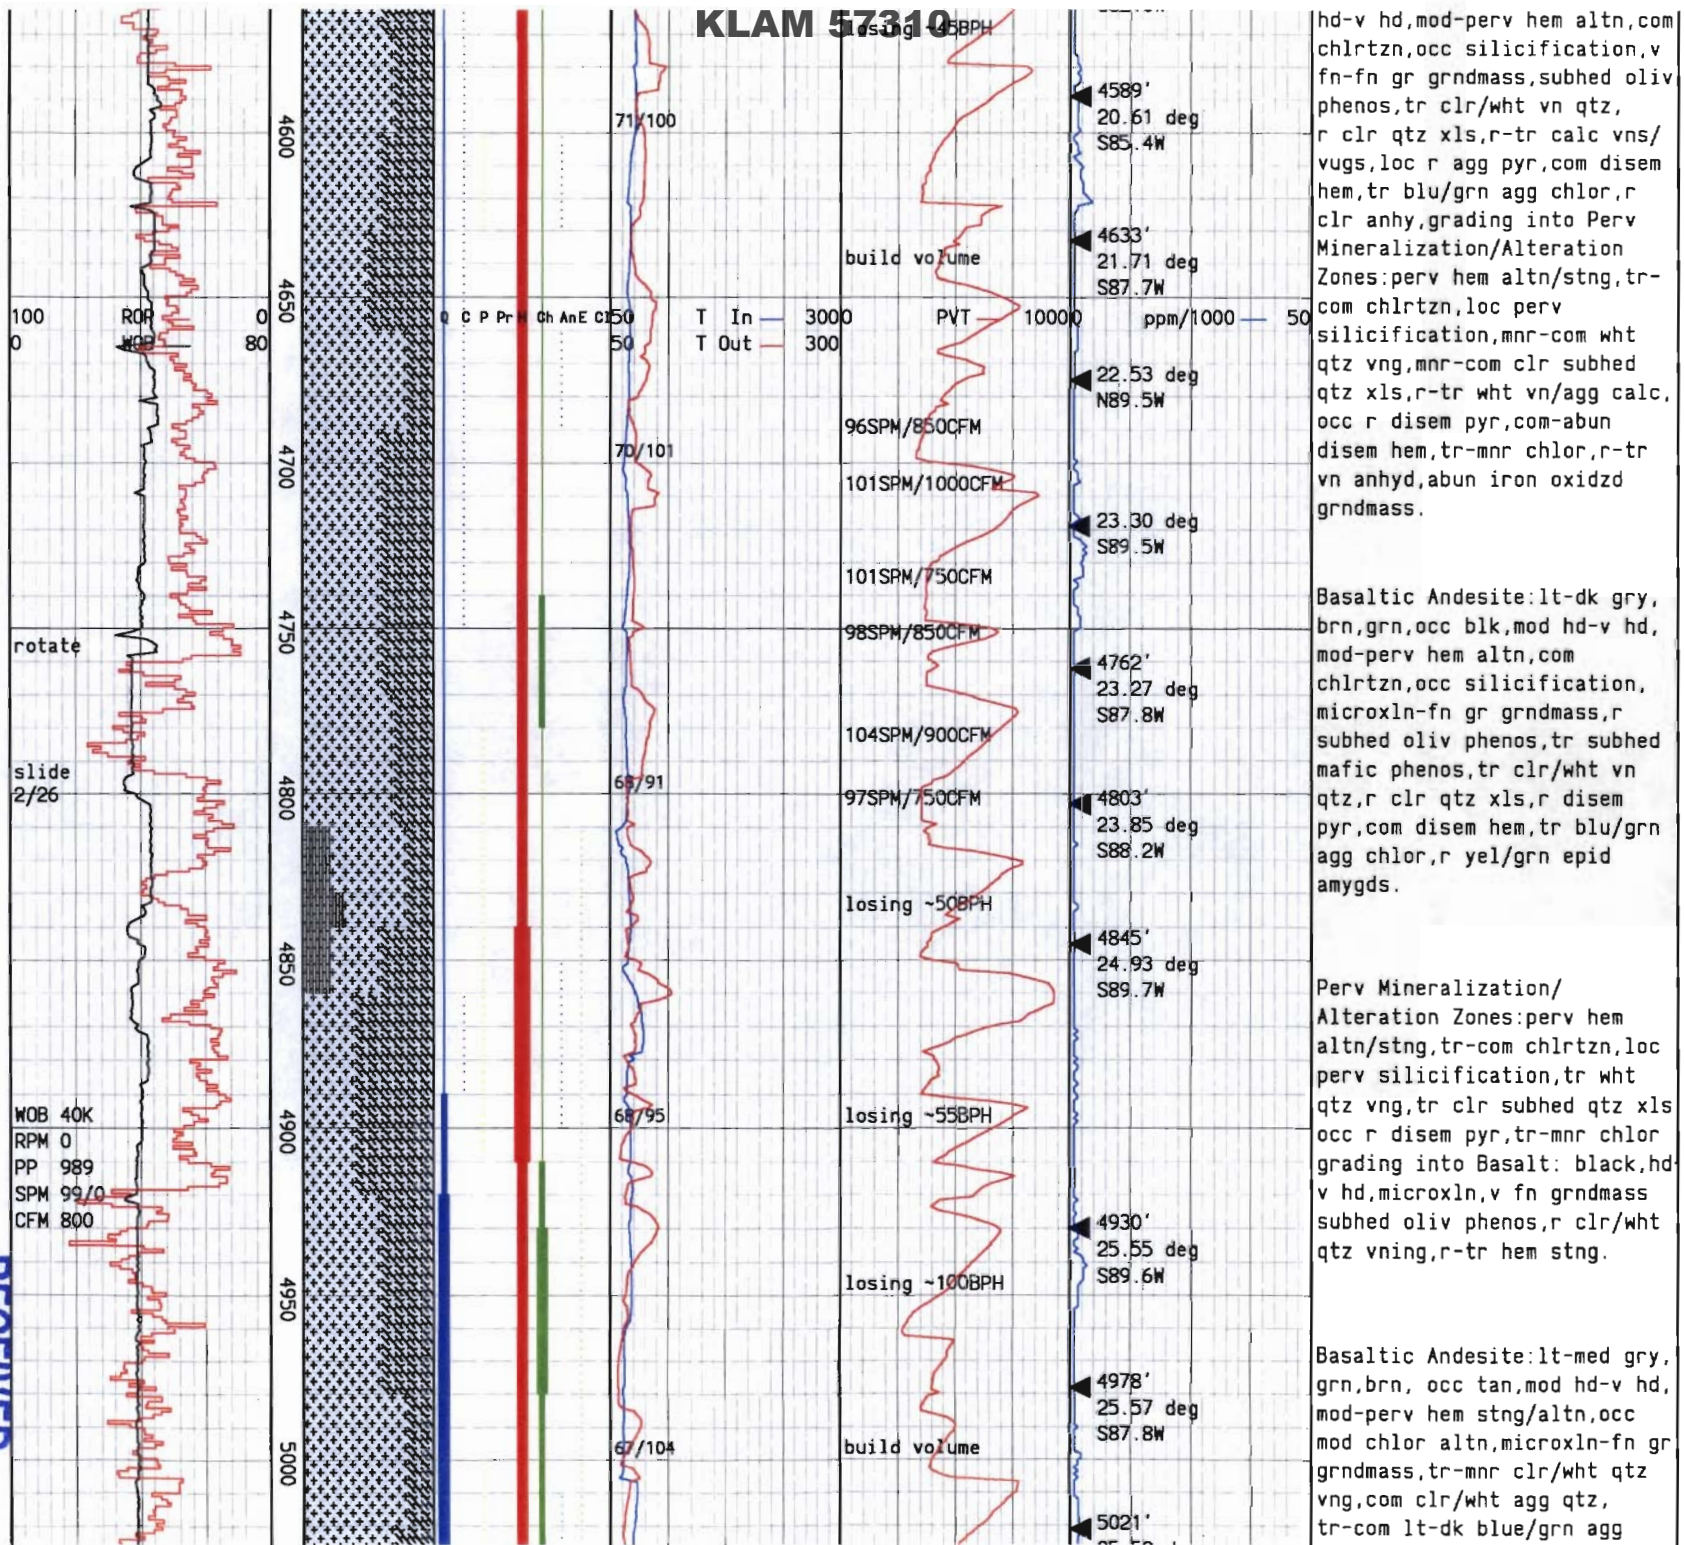 KLAM 57310
losing ~45BPH
4589'
20.61 deg
S85.4W
71/100
4600
4633'
21.71 deg
S87.7W
build volume
4650
100 ROP 0
0 WOB 80
Q C P Pr H Ch An E Cl
50 T In 300
50 T Out 300
0 PVT 1000
0 ppm/1000 50
22.53 deg
N89.5W
96SPM/850CFM
70/101
4700
101SPM/1000CFM
23.30 deg
S89.5W
101SPM/750CFM
98SPM/850CFM
4750
rotate
4762'
23.27 deg
S87.8W
104SPM/900CFM
slide
2/26
68/91
4800
97SPM/750CFM
4803'
23.85 deg
S88.2W
losing ~50BPH
4845'
24.93 deg
S89.7W
4850
WOB 40K
RPM 0
PP 989
SPM 99/0
CFM 800
68/95
4900
losing ~55BPH
4930'
25.55 deg
S89.6W
losing ~100BPH
4950
4978'
25.57 deg
S87.8W
67/104
5000
build volume
5021'
hd-v hd,mod-perv hem altn,com
chlrtzn,occ silicification,v
fn-fn gr grndmass,subhed oliv
phenos,tr clr/wht vn qtz,
r clr qtz xls,r-tr calc vns/
vugs,loc r agg pyr,com disem
hem,tr blu/grn agg chlor,r
clr anhy,grading into Perv
Mineralization/Alteration
Zones:perv hem altn/stng,tr-
com chlrtzn,loc perv
silicification,mnr-com wht
qtz vng,mnr-com clr subhed
qtz xls,r-tr wht vn/agg calc,
occ r disem pyr,com-abun
disem hem,tr-mnr chlor,r-tr
vn anhyd,abun iron oxidzd
grndmass.
Basaltic Andesite:lt-dk gry,
brn,grn,occ blk,mod hd-v hd,
mod-perv hem altn,com
chlrtzn,occ silicification,
microxln-fn gr grndmass,r
subhed oliv phenos,tr subhed
mafic phenos,tr clr/wht vn
qtz,r clr qtz xls,r disem
pyr,com disem hem,tr blu/grn
agg chlor,r yel/grn epid
amygds.
Perv Mineralization/
Alteration Zones:perv hem
altn/stng,tr-com chlrtzn,loc
perv silicification,tr wht
qtz vng,tr clr subhed qtz xls
occ r disem pyr,tr-mnr chlor
grading into Basalt: black,hd-
v hd,microxln,v fn grndmass
subhed oliv phenos,r clr/wht
qtz vning,r-tr hem stng.
Basaltic Andesite:lt-med gry,
grn,brn, occ tan,mod hd-v hd,
mod-perv hem stng/altn,occ
mod chlor altn,microxln-fn gr
grndmass,tr-mnr clr/wht qtz
vng,com clr/wht agg qtz,
tr-com lt-dk blue/grn agg